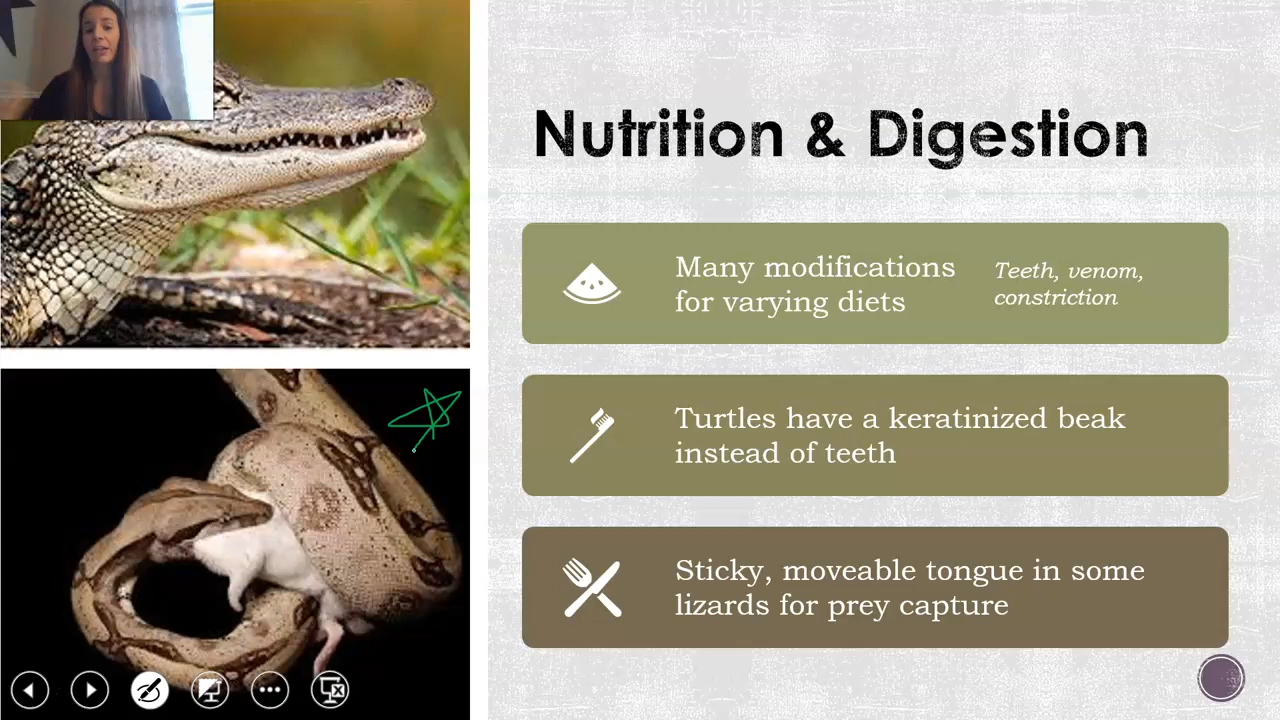 Nutrition & Digestion
Many modifications
for varying diets
Teeth, venom,
constriction
Turtles have a keratinized beak
instead of teeth
Sticky, moveable tongue in some
lizards for prey capture